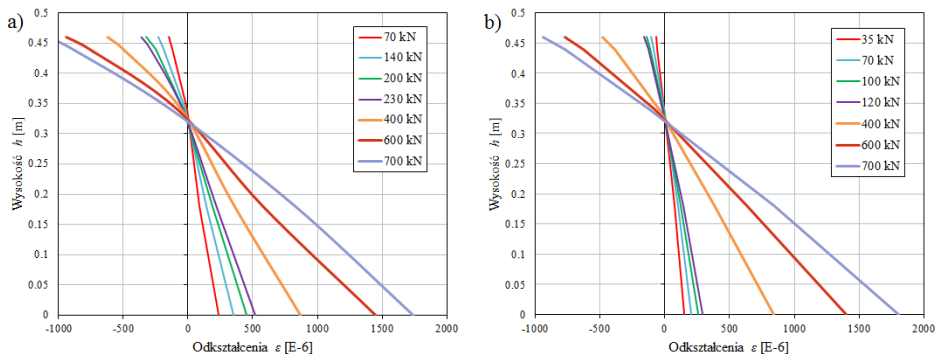 a)
Wysokość h [m]
0.5
0.45
0.4
0.35
0.3
0.25
0.2
0.15
0.1
0.05
0
-1000 -500 0 500 1000 1500 2000
Odkształcenia ε [E-6]
70 kN
140 kN
200 kN
230 kN
400 kN
600 kN
700 kN
b)
Wysokość h [m]
0.5
0.45
0.4
0.35
0.3
0.25
0.2
0.15
0.1
0.05
0
-1000 -500 0 500 1000 1500 2000
Odkształcenia ε [E-6]
35 kN
70 kN
100 kN
120 kN
400 kN
600 kN
700 kN